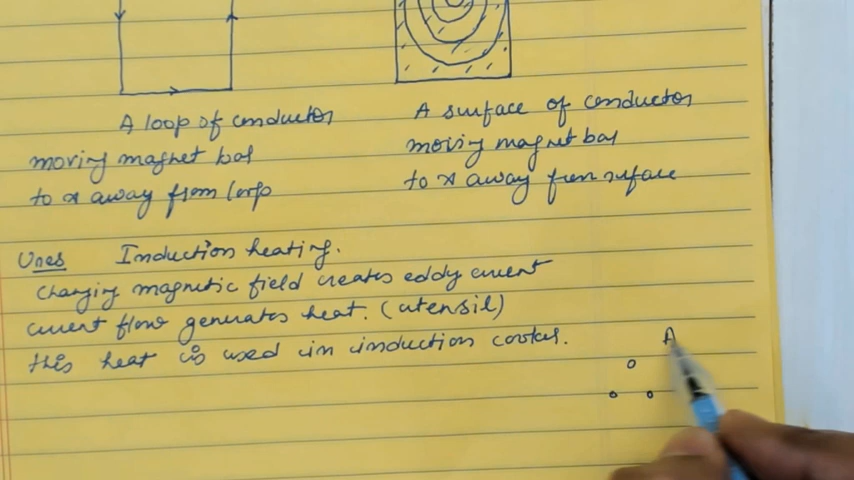 A loop of conductor
moving magnet bar
to & away from loop
A surface of conductor
moving magnet bar
to & away from surface
Uses Induction heating.
Changing magnetic field creates eddy current
current flow generates heat. (utensil)
this heat is used in induction cooker.
A